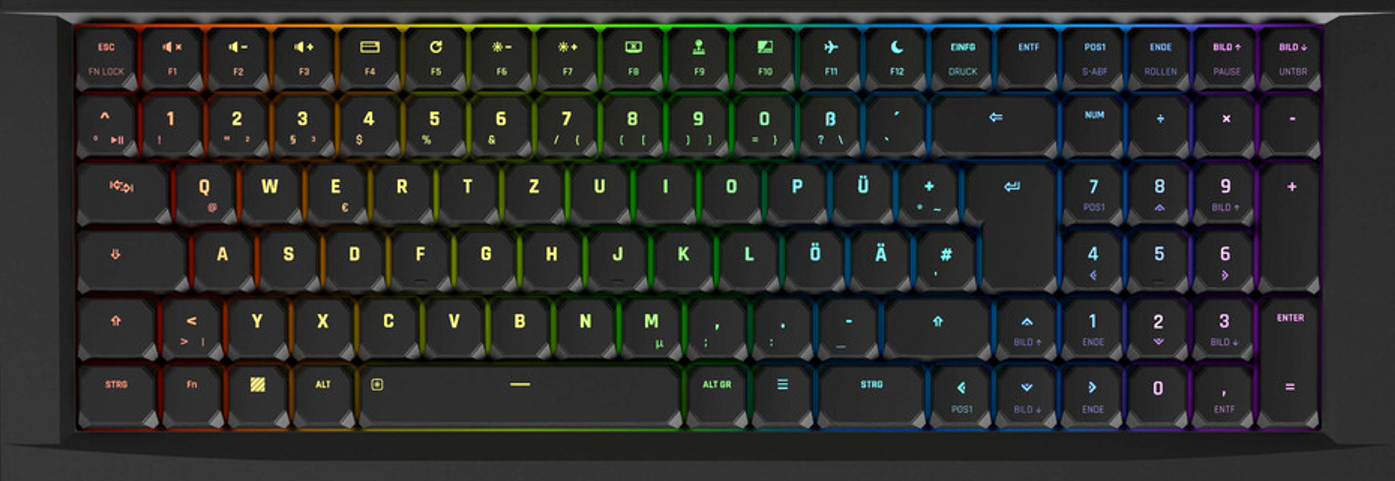 ESC EINFG ENTF POS1 ENDE BILD ↑ BILD ↓
FN LOCK F1 F2 F3 F4 F5 F6 F7 F8 F9 F10 F11 F12 DRUCK S-ABF ROLLEN PAUSE UNTBR
^ 1 2 3 4 5 6 7 8 9 0 ß ´ ⇐ NUM ÷ × -
° ! " ² § ³ $ % & / { ( [ ) ] = } ? \ `
Q W E R T Z U I O P Ü + 7 8 9 +
@ € * ~ POS1 BILD ↑
A S D F G H J K L Ö Ä # 4 5 6
'
⇧ < Y X C V B N M , . - ⇧ 1 2 3 ENTER
> | µ ; : _ BILD ↑ ENDE BILD ↓
STRG Fn ALT ALT GR ☰ STRG 0 , =
POS1 BILD ↓ ENDE ENTF